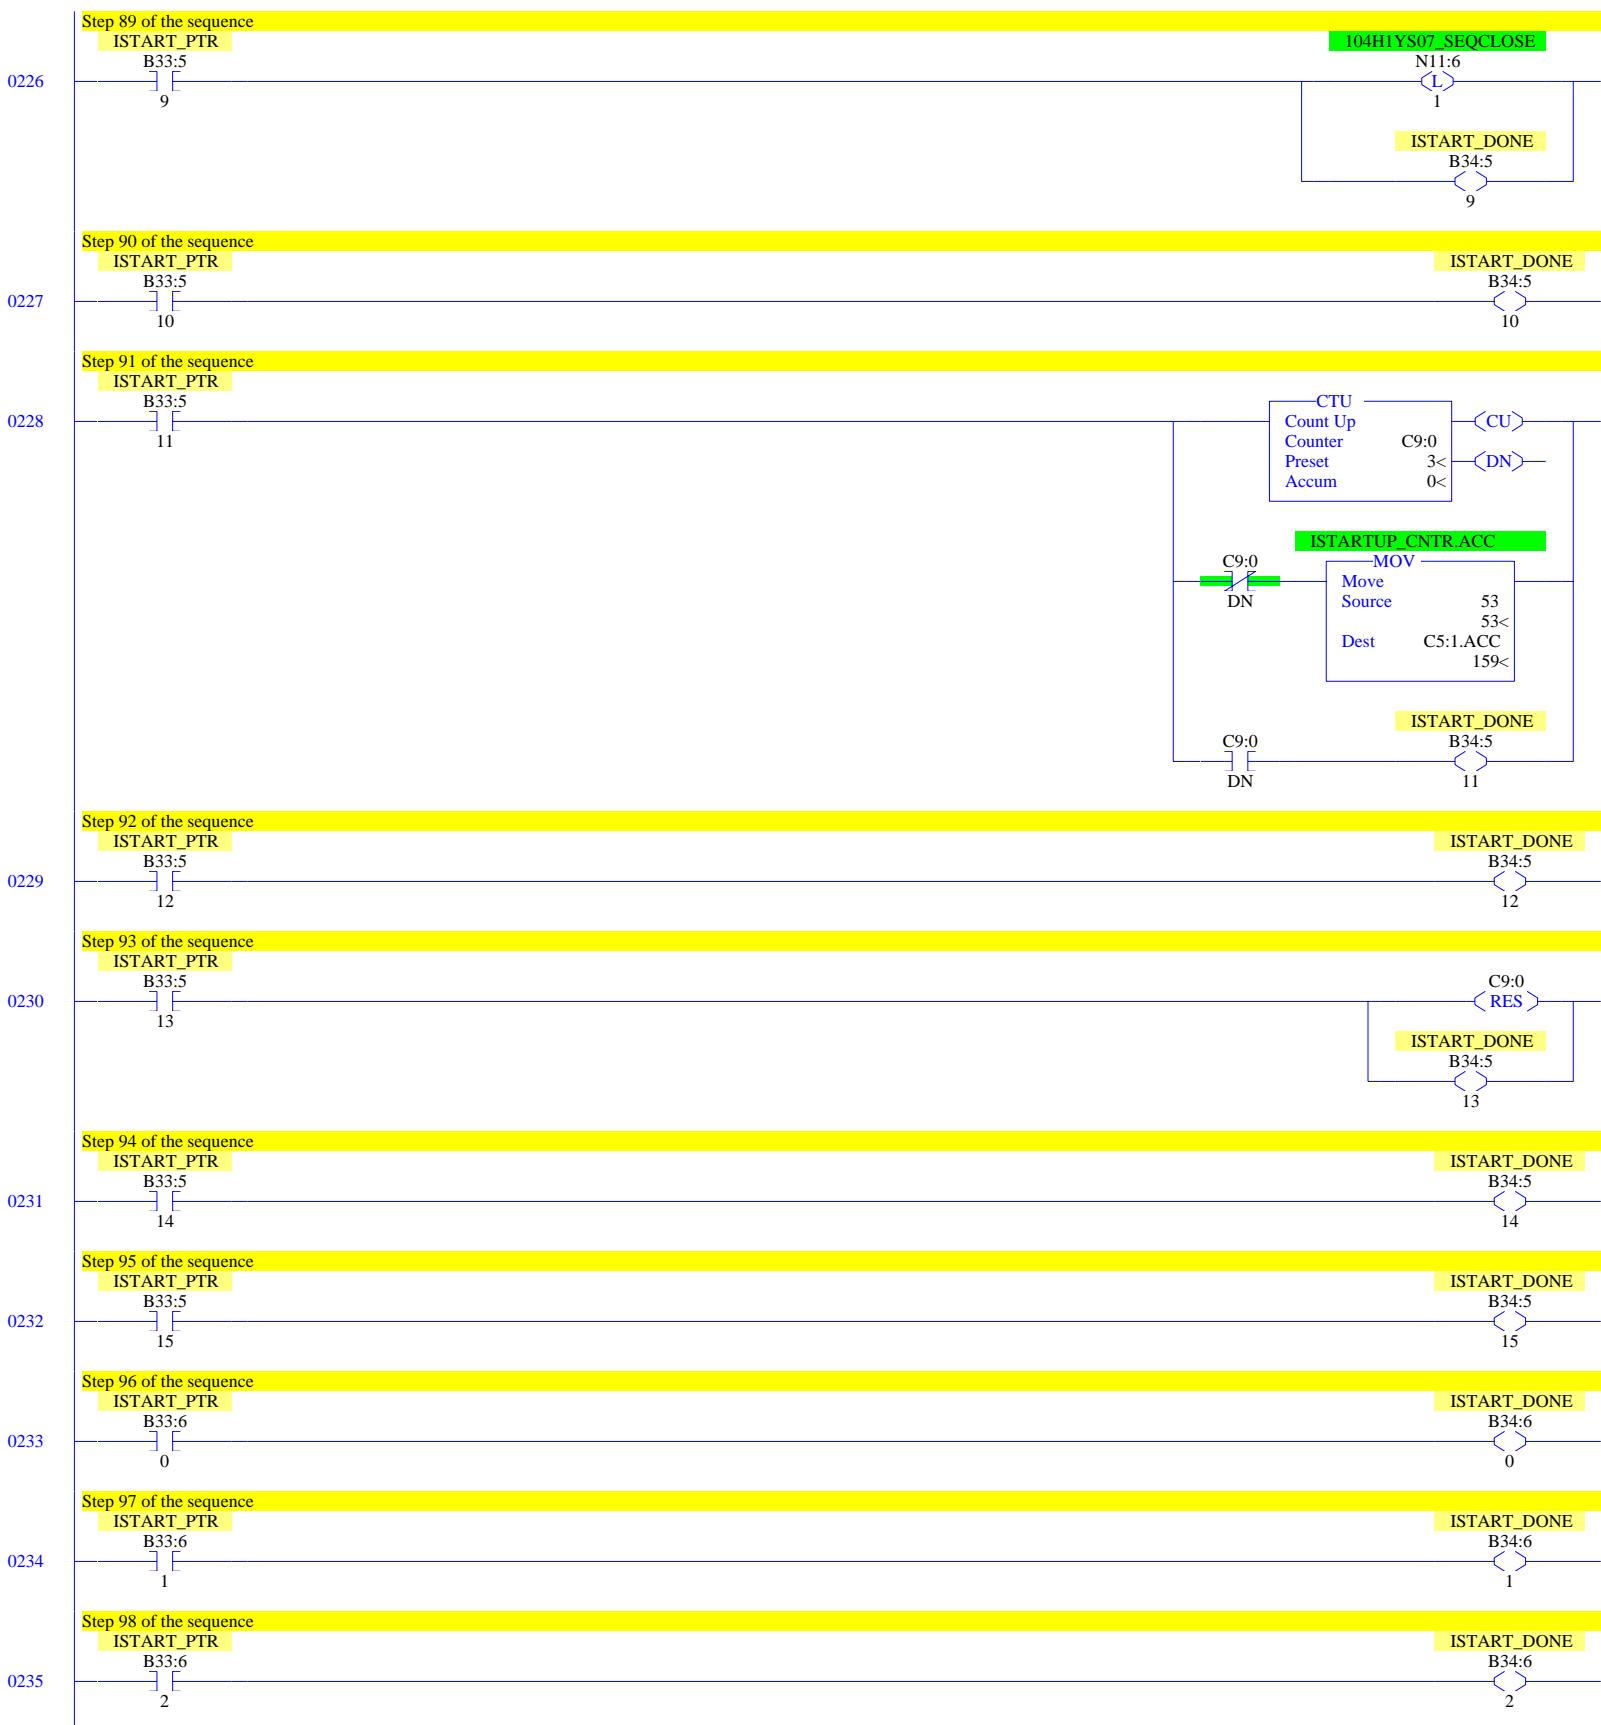 Step 89 of the sequence
ISTART_PTR 104H1YS07_SEQCLOSE
B33:5 N11:6
0226 L
9 1
ISTART_DONE
B34:5
9
Step 90 of the sequence
ISTART_PTR ISTART_DONE
B33:5 B34:5
0227
10 10
Step 91 of the sequence
ISTART_PTR
B33:5 CTU
0228 Count Up CU
11 Counter C9:0
Preset 3< DN
Accum 0<
ISTARTUP_CNTR.ACC
C9:0 MOV
Move
DN Source 53
53<
Dest C5:1.ACC
159<
ISTART_DONE
C9:0 B34:5
DN 11
Step 92 of the sequence
ISTART_PTR ISTART_DONE
B33:5 B34:5
0229
12 12
Step 93 of the sequence
ISTART_PTR
B33:5 C9:0
0230 RES
13
ISTART_DONE
B34:5
13
Step 94 of the sequence
ISTART_PTR ISTART_DONE
B33:5 B34:5
0231
14 14
Step 95 of the sequence
ISTART_PTR ISTART_DONE
B33:5 B34:5
0232
15 15
Step 96 of the sequence
ISTART_PTR ISTART_DONE
B33:6 B34:6
0233
0 0
Step 97 of the sequence
ISTART_PTR ISTART_DONE
B33:6 B34:6
0234
1 1
Step 98 of the sequence
ISTART_PTR ISTART_DONE
B33:6 B34:6
0235
2 2